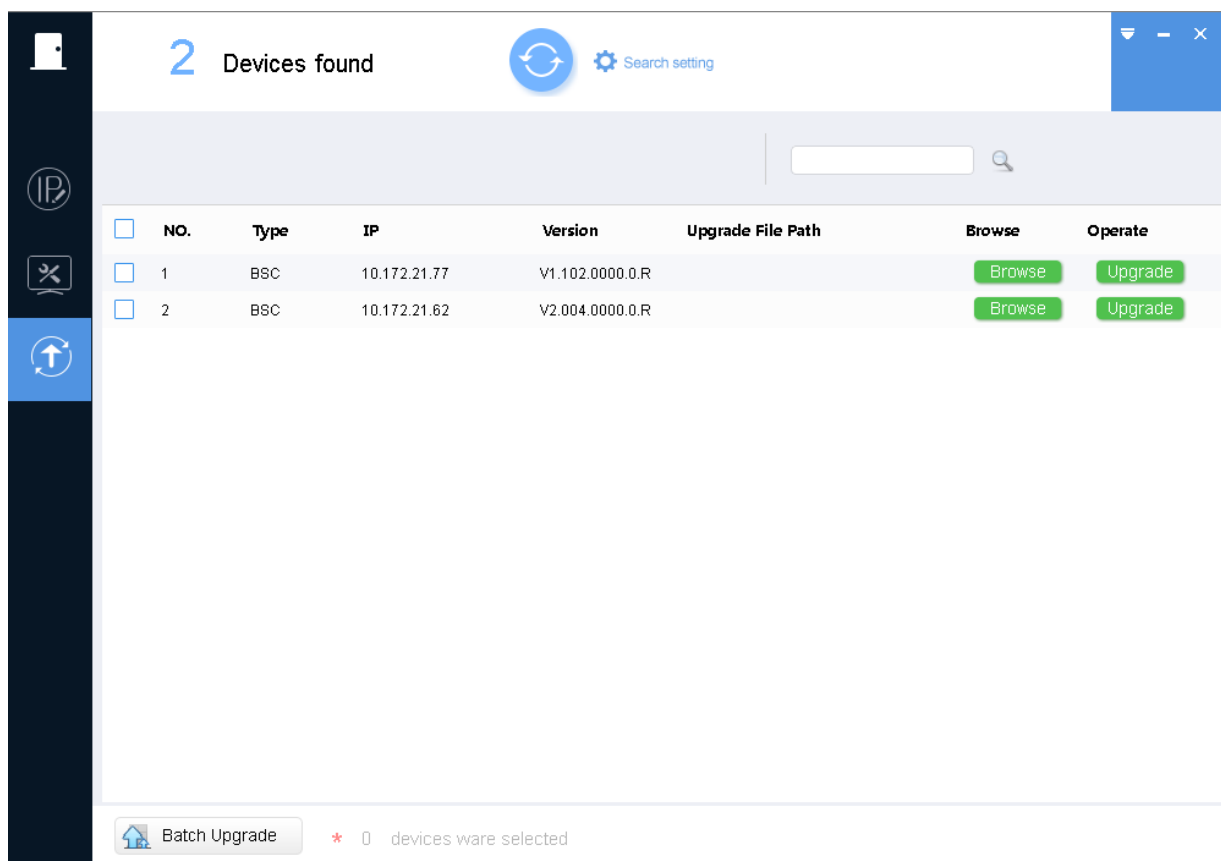 2 Devices found
Search setting
IP
NO. Type IP Version Upgrade File Path Browse Operate
1 BSC 10.172.21.77 V1.102.0000.0.R Browse Upgrade
2 BSC 10.172.21.62 V2.004.0000.0.R Browse Upgrade
Batch Upgrade * 0 devices ware selected